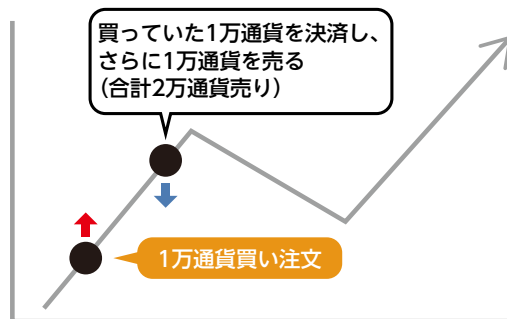 買っていた1万通貨を決済し、
さらに1万通貨を売る
（合計2万通貨売り）
1万通貨買い注文